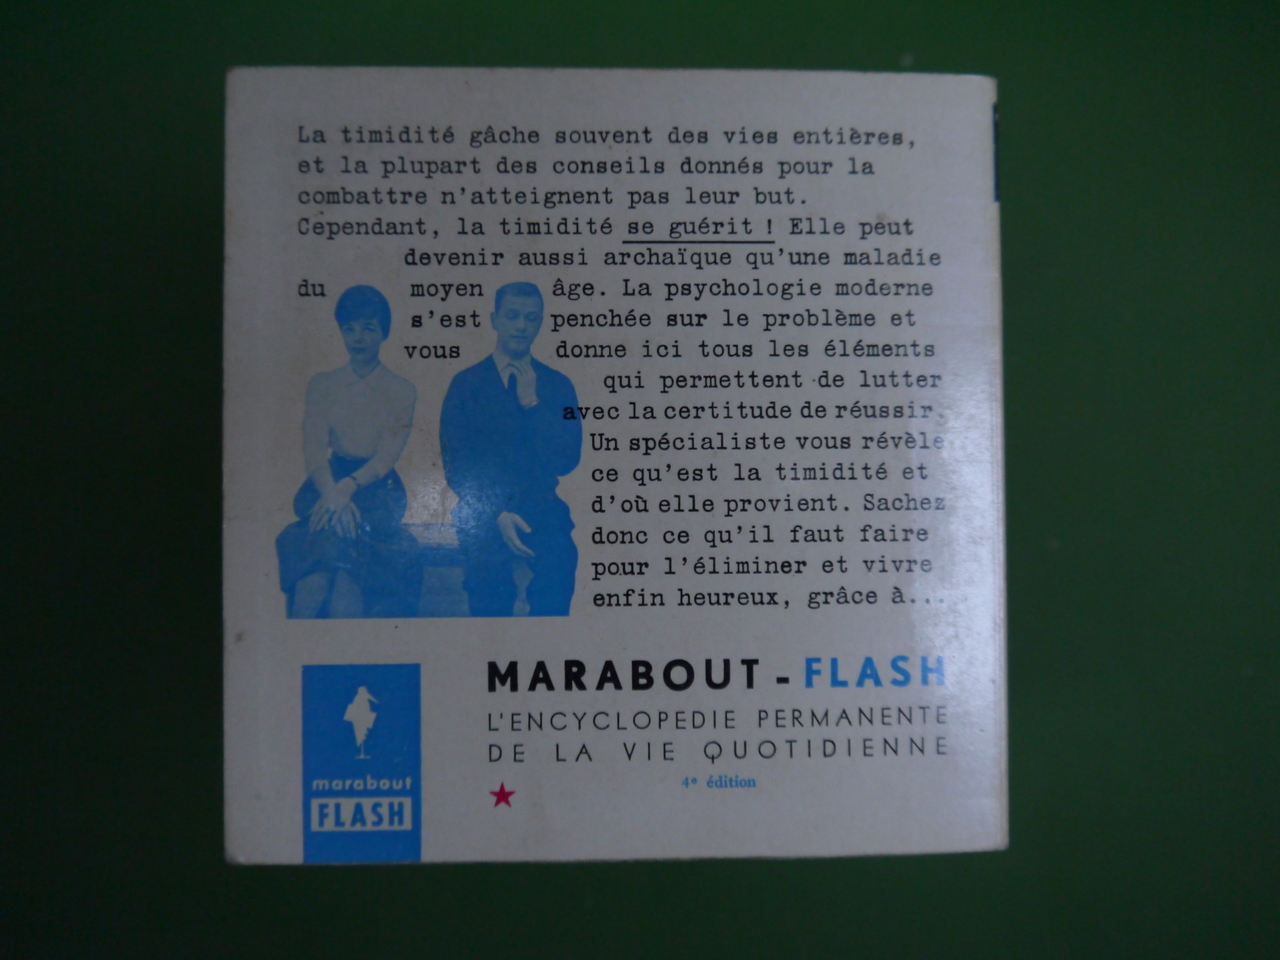 La timidité gâche souvent des vies entières,
et la plupart des conseils donnés pour la
combattre n'atteignent pas leur but.
Cependant, la timidité se guérit ! Elle peut
devenir aussi archaïque qu'une maladie
du moyen âge. La psychologie moderne
s'est penchée sur le problème et
vous donne ici tous les éléments
qui permettent de lutter
avec la certitude de réussir.
Un spécialiste vous révèle
ce qu'est la timidité et
d'où elle provient. Sachez
donc ce qu'il faut faire
pour l'éliminer et vivre
enfin heureux, grâce à...
MARABOUT - FLASH
L'ENCYCLOPEDIE PERMANENTE
DE LA VIE QUOTIDIENNE
4e édition
marabout
FLASH